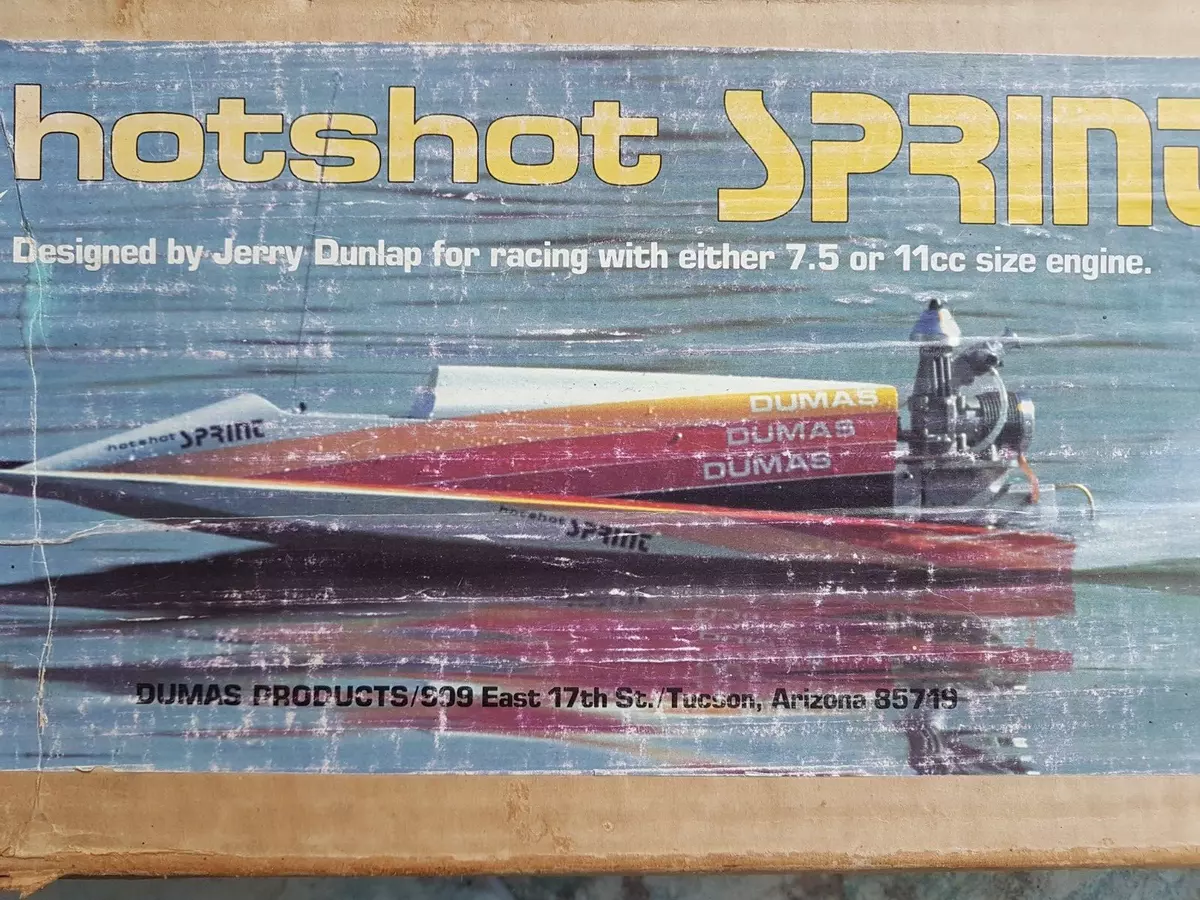 hotshot SPRINT
Designed by Jerry Dunlap for racing with either 7.5 or 11cc size engine.
DUMAS
DUMAS
hotshot SPRINT
DUMAS
hotshot SPRINT
DUMAS PRODUCTS/909 East 17th St./Tucson, Arizona 85719